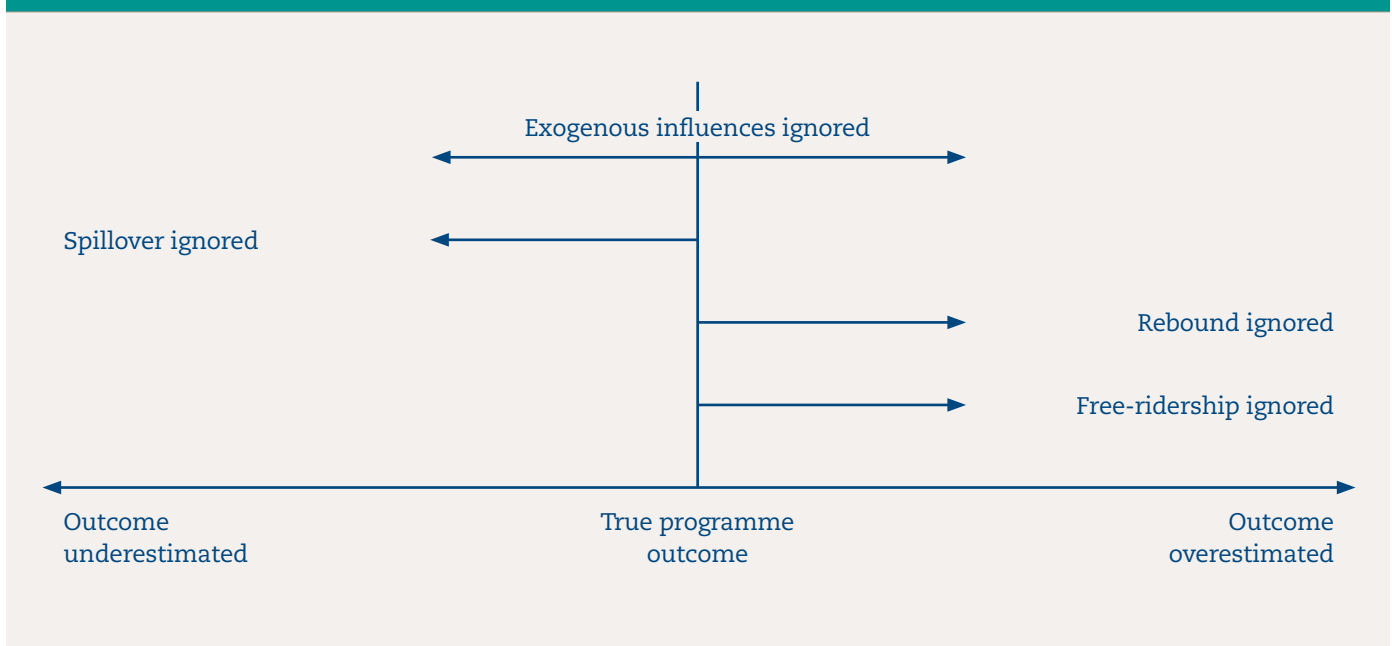 Exogenous influences ignored
Spillover ignored
Rebound ignored
Free-ridership ignored
Outcome
underestimated
True programme
outcome
Outcome
overestimated